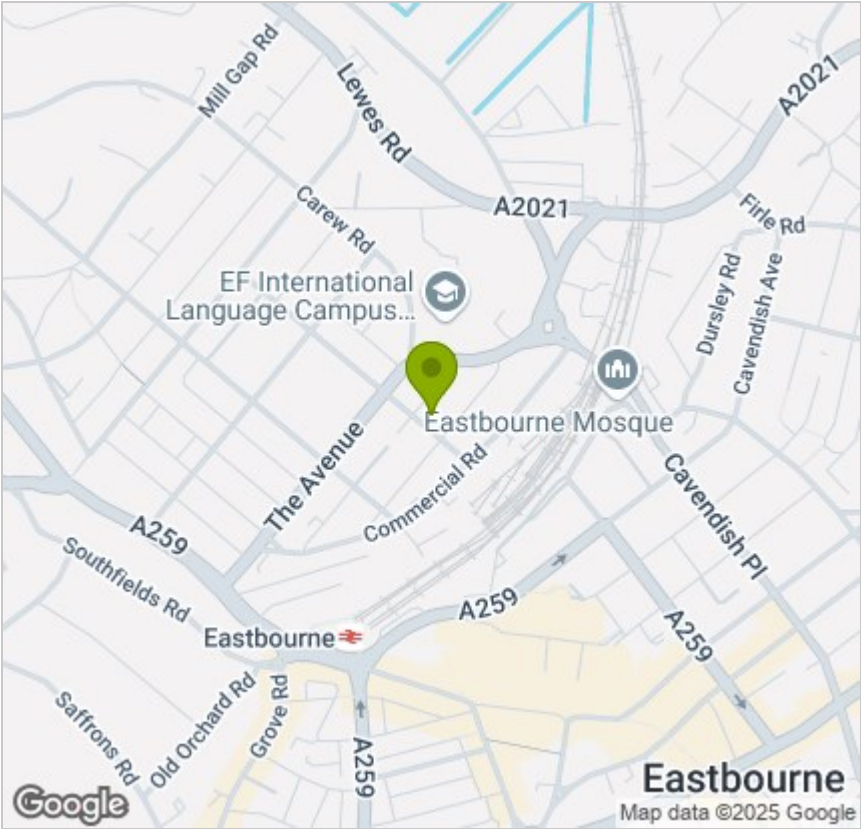 Mill Gap Rd
Lewes Rd
A2021
A2021
Carew Rd
Firle Rd
EF International
Language Campus...
Dursley Rd
Cavendish Ave
Eastbourne Mosque
The Avenue
Commercial Rd
Cavendish Pl
A259
Southfields Rd
A259
A259
Eastbourne
Saffrons Rd
Old Orchard Rd
Grove Rd
A259
Eastbourne
Google
Map data ©2025 Google